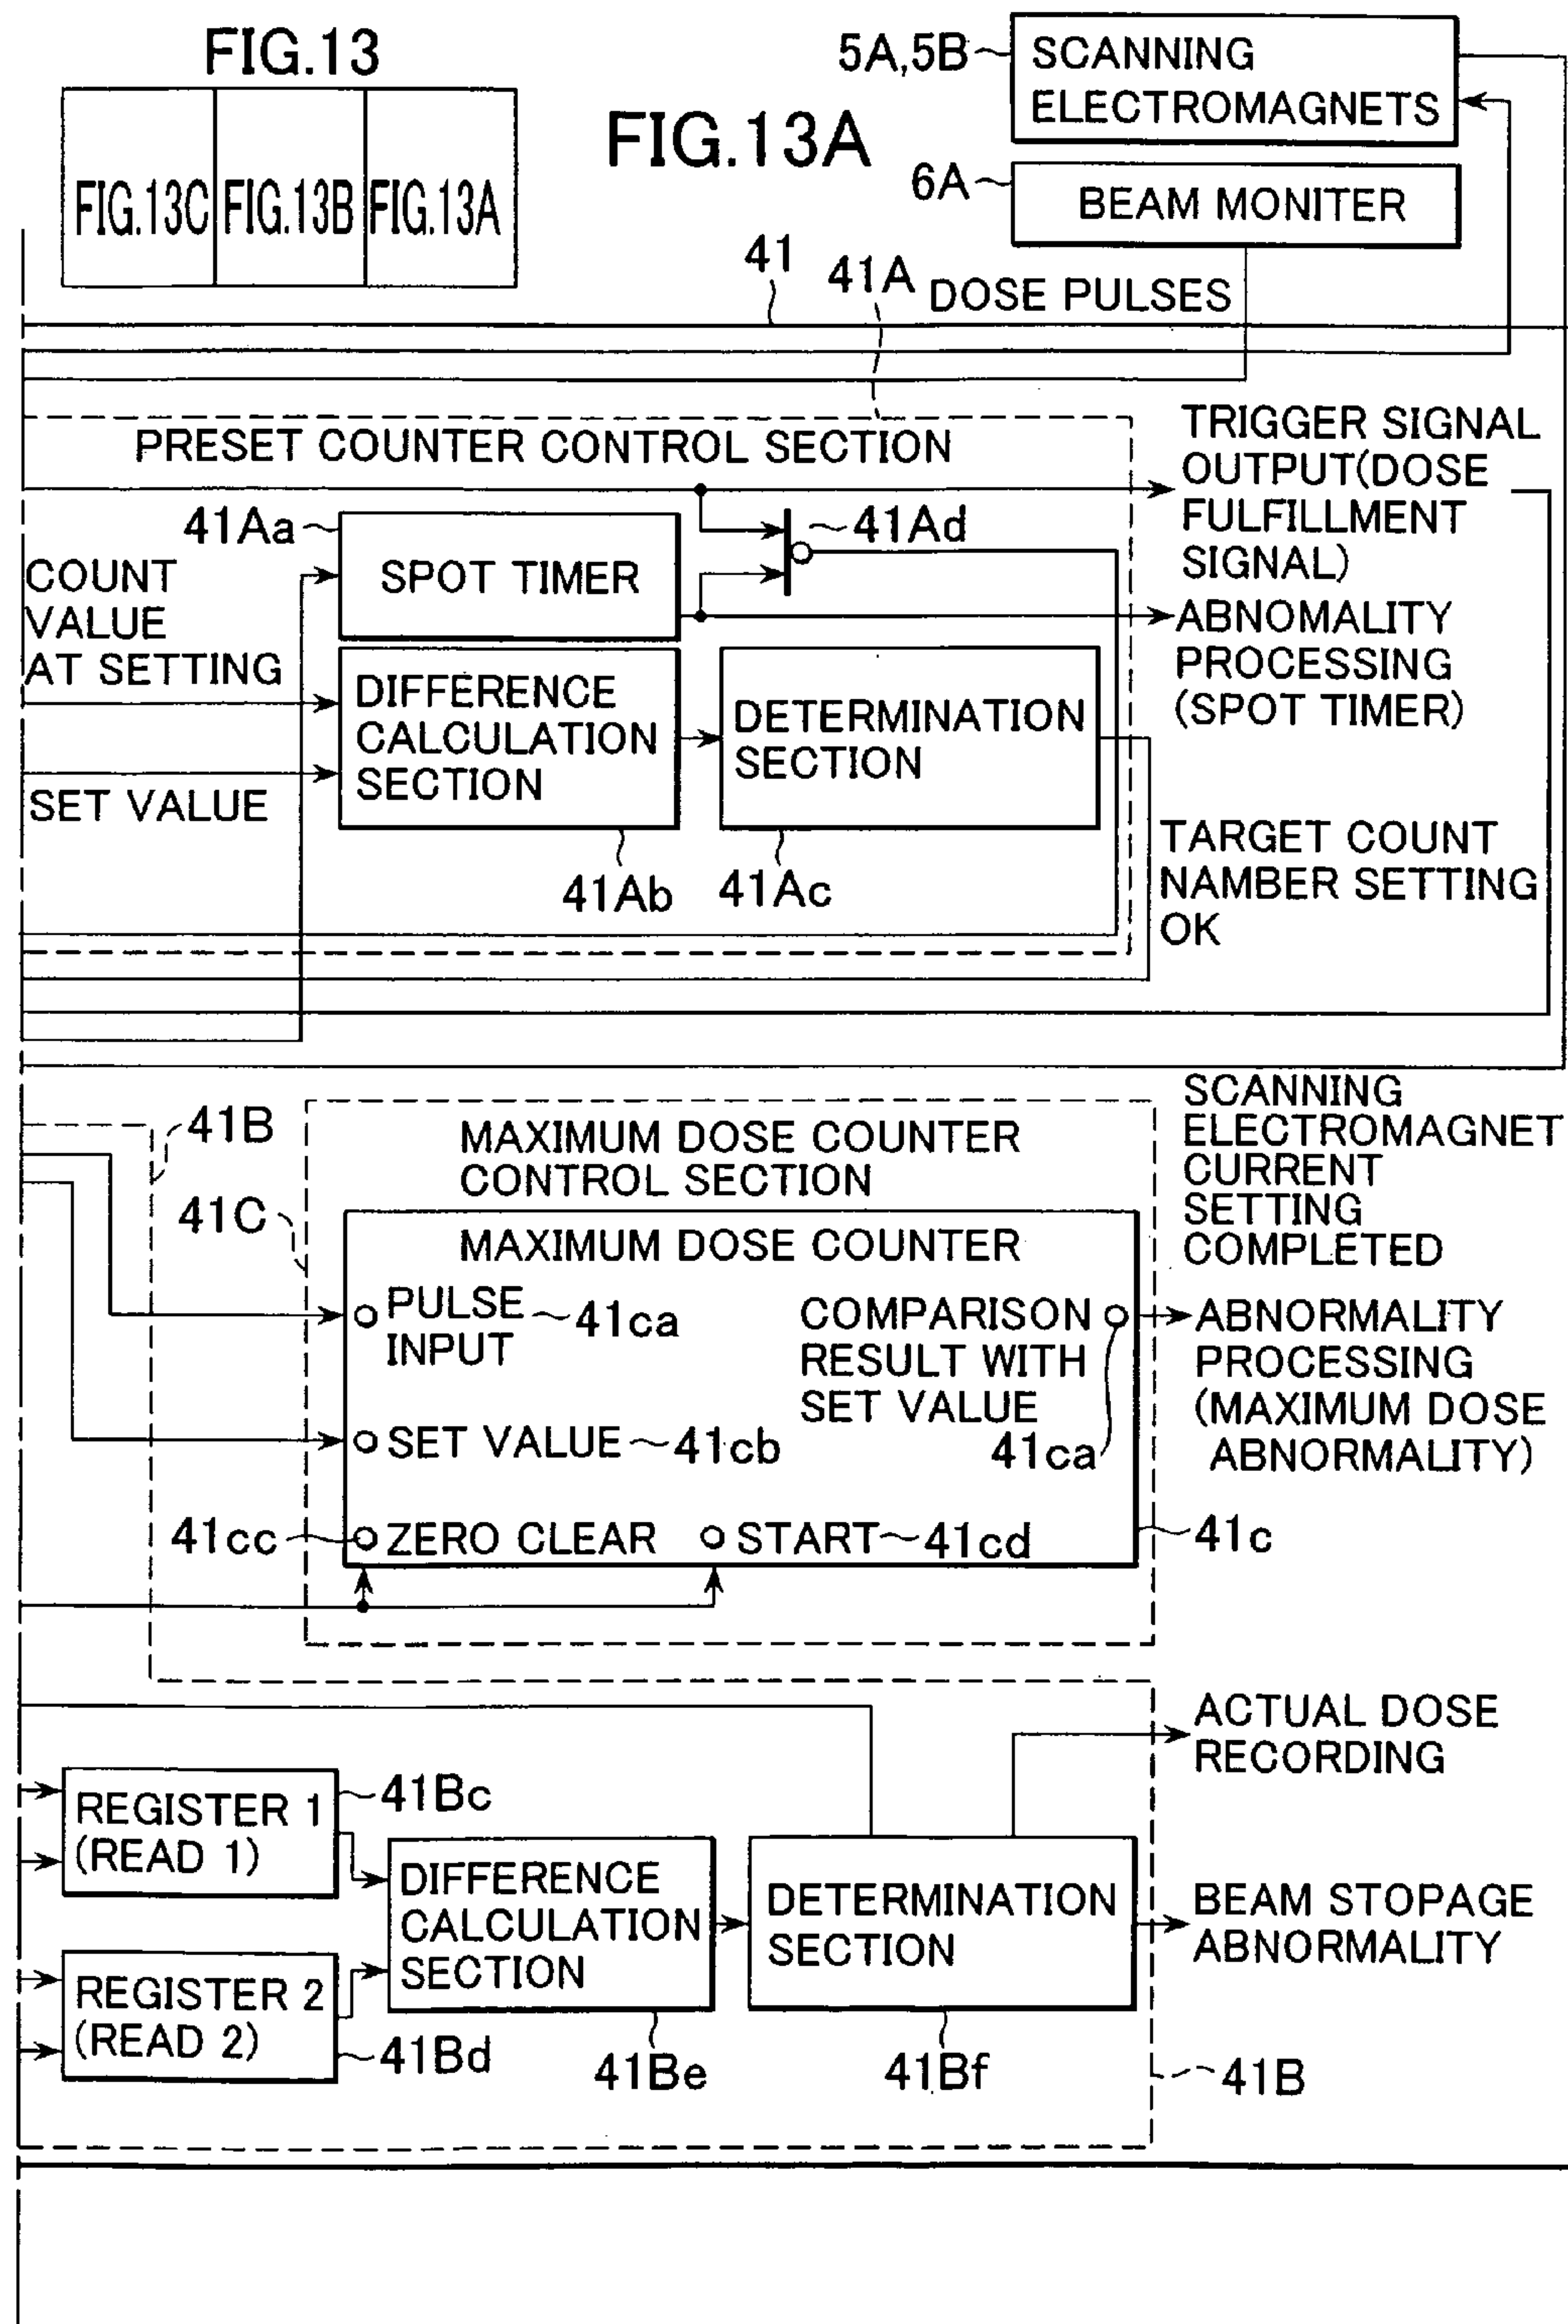 FIG.13
FIG.13C FIG.13B FIG.13A
FIG.13A
5A,5B
SCANNING
ELECTROMAGNETS
6A
BEAM MONITER
41
41A
DOSE PULSES
PRESET COUNTER CONTROL SECTION
TRIGGER SIGNAL
OUTPUT(DOSE
FULFILLMENT
SIGNAL)
41Aa
SPOT TIMER
41Ad
COUNT
VALUE
AT SETTING
ABNOMALITY
PROCESSING
(SPOT TIMER)
DIFFERENCE
CALCULATION
SECTION
DETERMINATION
SECTION
SET VALUE
41Ab
41Ac
TARGET COUNT
NAMBER SETTING
OK
SCANNING
ELECTROMAGNET
CURRENT
SETTING
COMPLETED
41B
41C
MAXIMUM DOSE COUNTER
CONTROL SECTION
MAXIMUM DOSE COUNTER
PULSE
INPUT
41ca
COMPARISON
RESULT WITH
SET VALUE
41ca
ABNORMALITY
PROCESSING
(MAXIMUM DOSE
ABNORMALITY)
SET VALUE
41cb
41cc
ZERO CLEAR
START
41cd
41c
ACTUAL DOSE
RECORDING
REGISTER 1
(READ 1)
41Bc
DIFFERENCE
CALCULATION
SECTION
DETERMINATION
SECTION
BEAM STOPAGE
ABNORMALITY
REGISTER 2
(READ 2)
41Bd
41Be
41Bf
41B